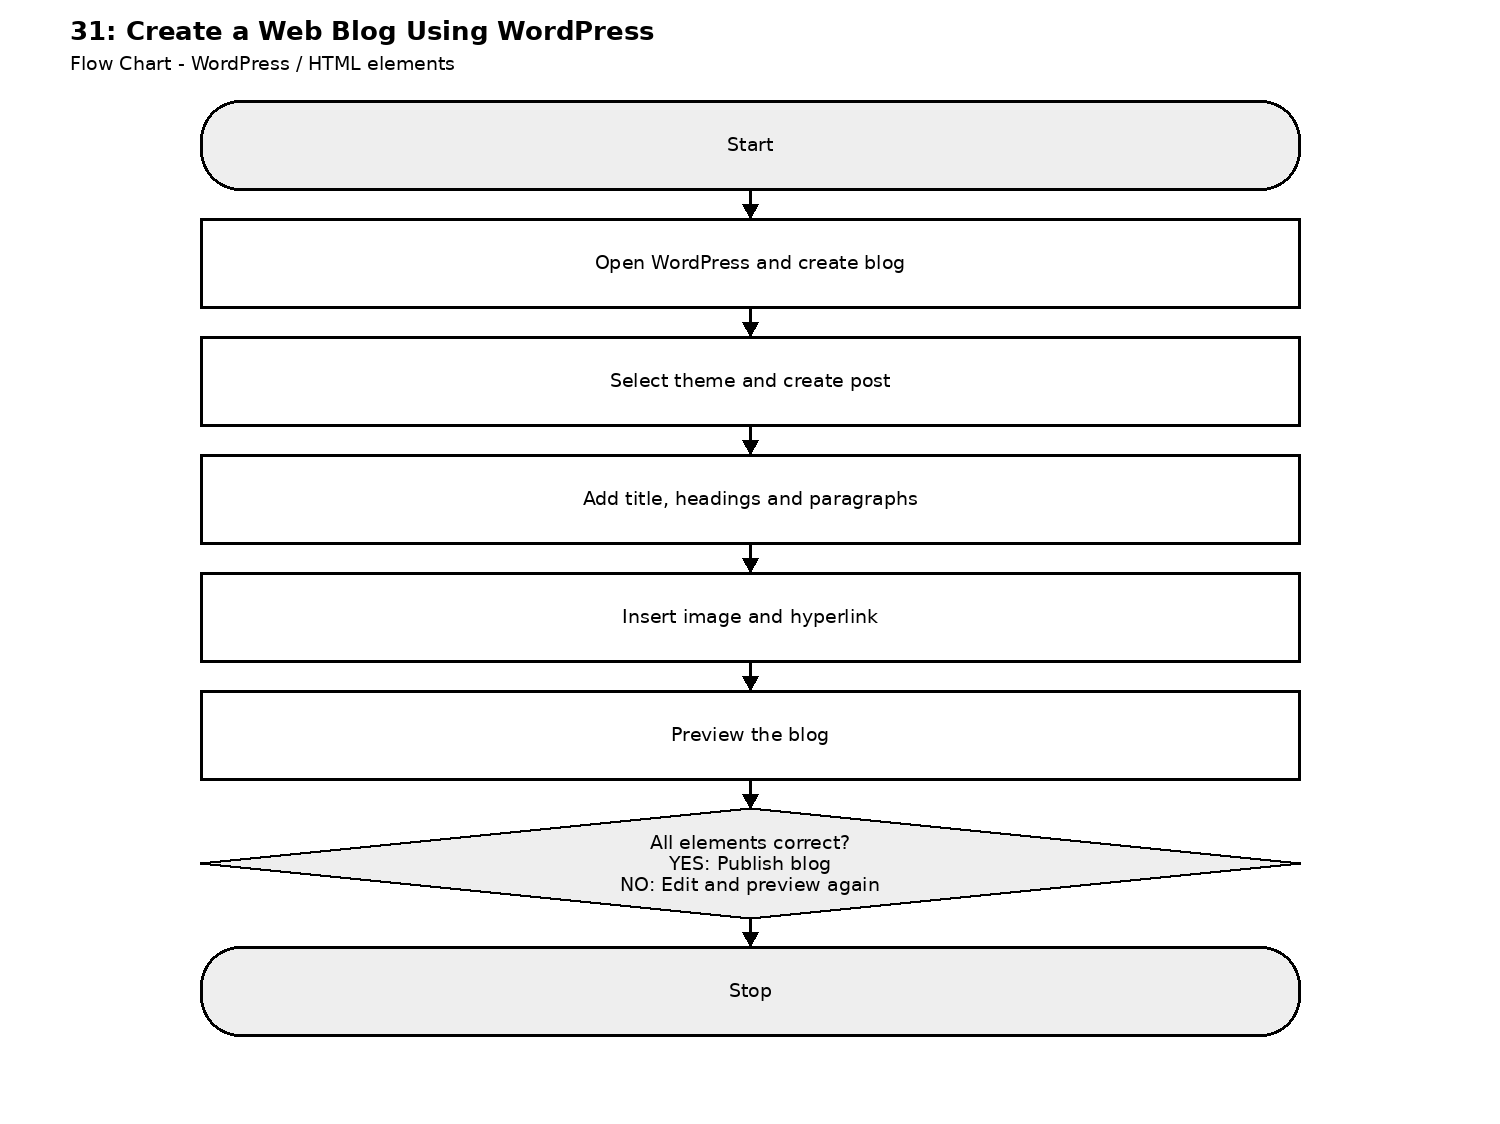 31: Create a Web Blog Using WordPress
Flow Chart - WordPress / HTML elements
Start
Open WordPress and create blog
Select theme and create post
Add title, headings and paragraphs
Insert image and hyperlink
Preview the blog
All elements correct?
YES: Publish blog
NO: Edit and preview again
Stop